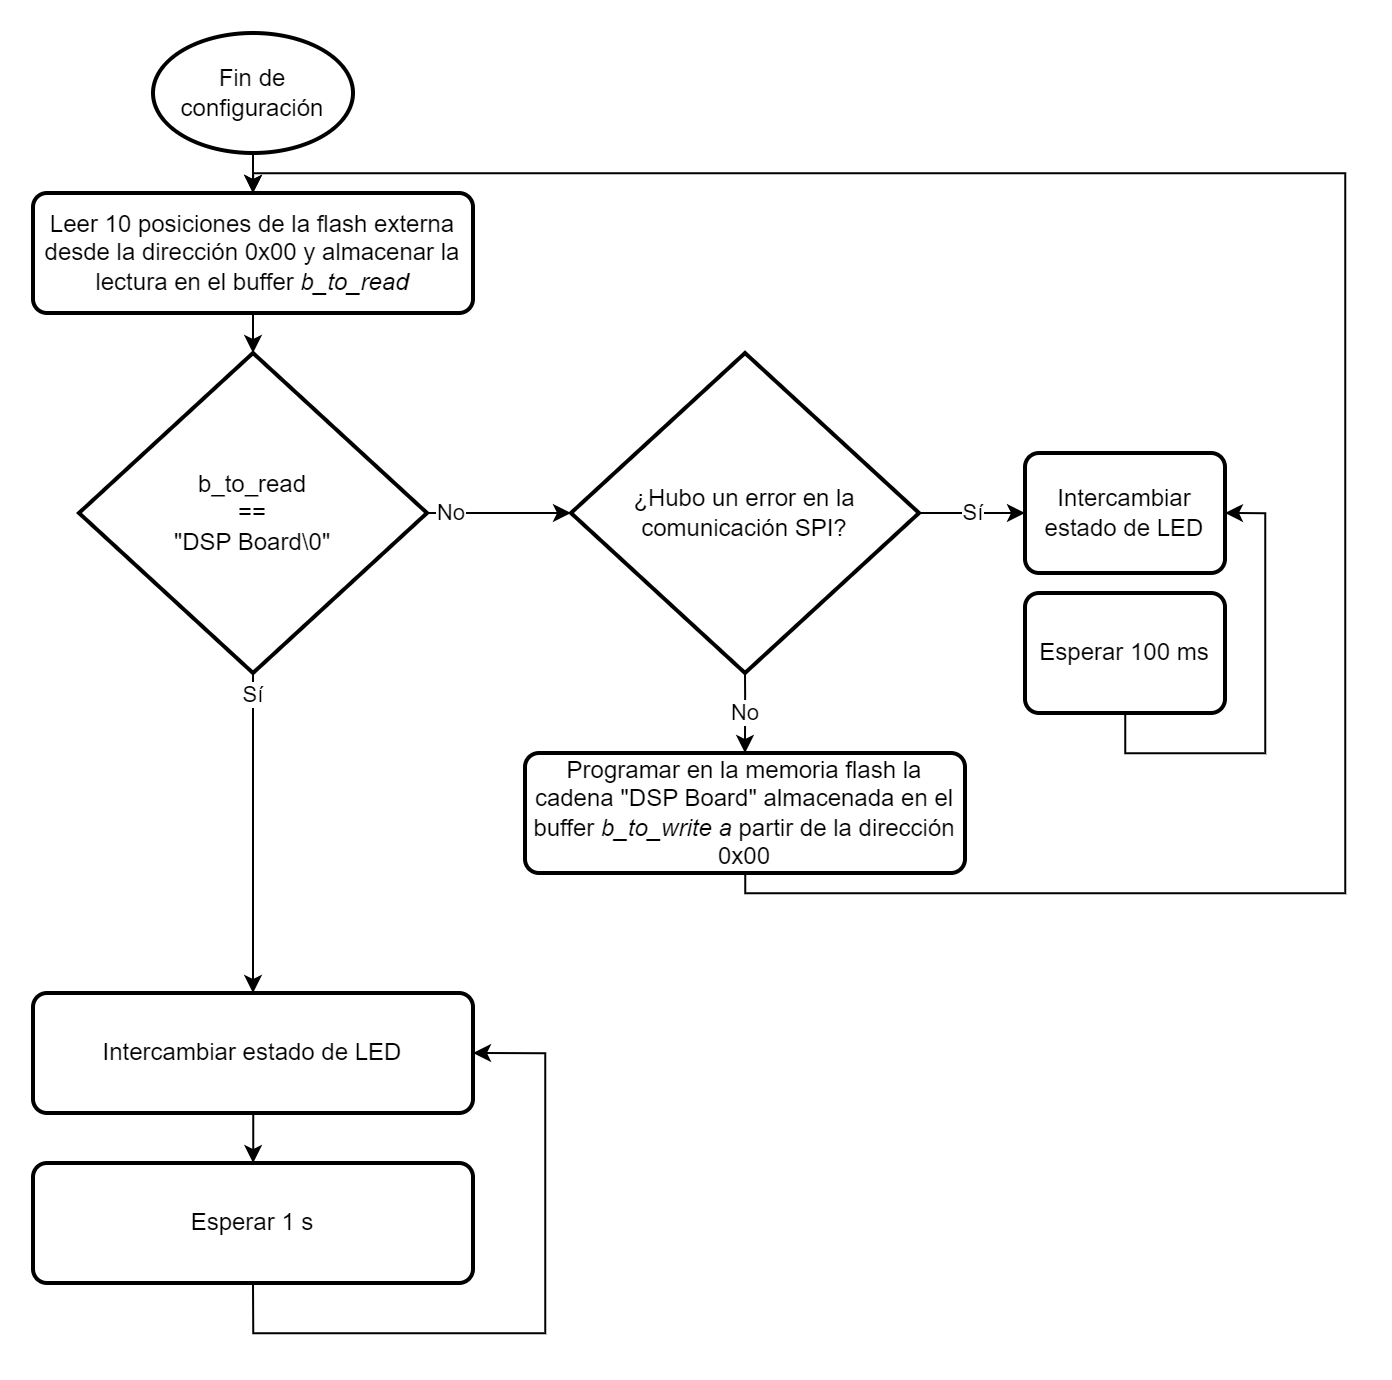 Fin de
configuración
Leer 10 posiciones de la flash externa
desde la dirección 0x00 y almacenar la
lectura en el buffer b_to_read
b_to_read
==
"DSP Board\0"
No
¿Hubo un error en la
comunicación SPI?
Sí
Intercambiar
estado de LED
Esperar 100 ms
Sí
No
Programar en la memoria flash la
cadena "DSP Board" almacenada en el
buffer b_to_write a partir de la dirección
0x00
Intercambiar estado de LED
Esperar 1 s